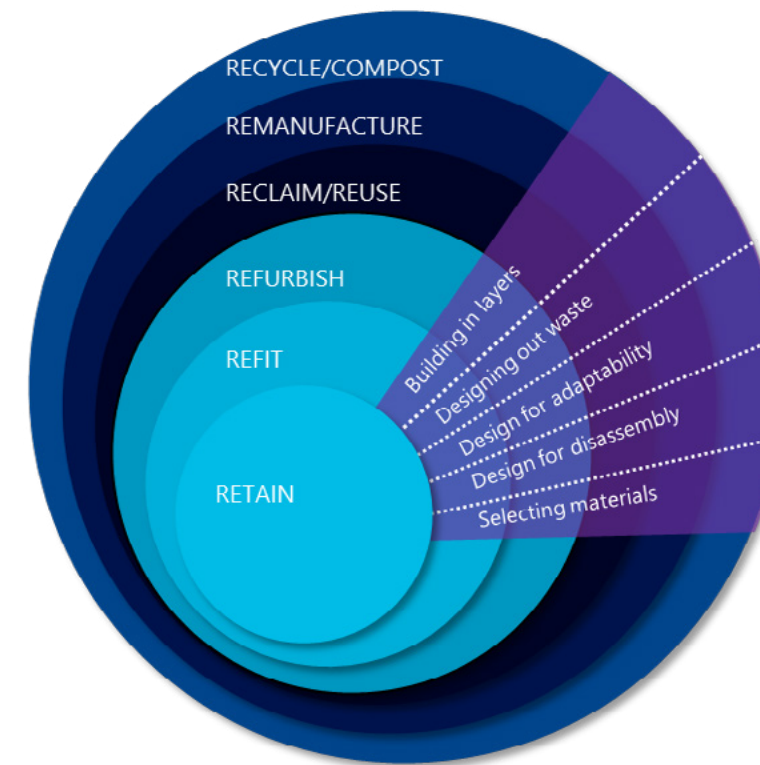 RECYCLE/COMPOST
REMANUFACTURE
RECLAIM/REUSE
REFURBISH
REFIT
RETAIN
Building in layers
Designing out waste
Design for adaptability
Design for disassembly
Selecting materials